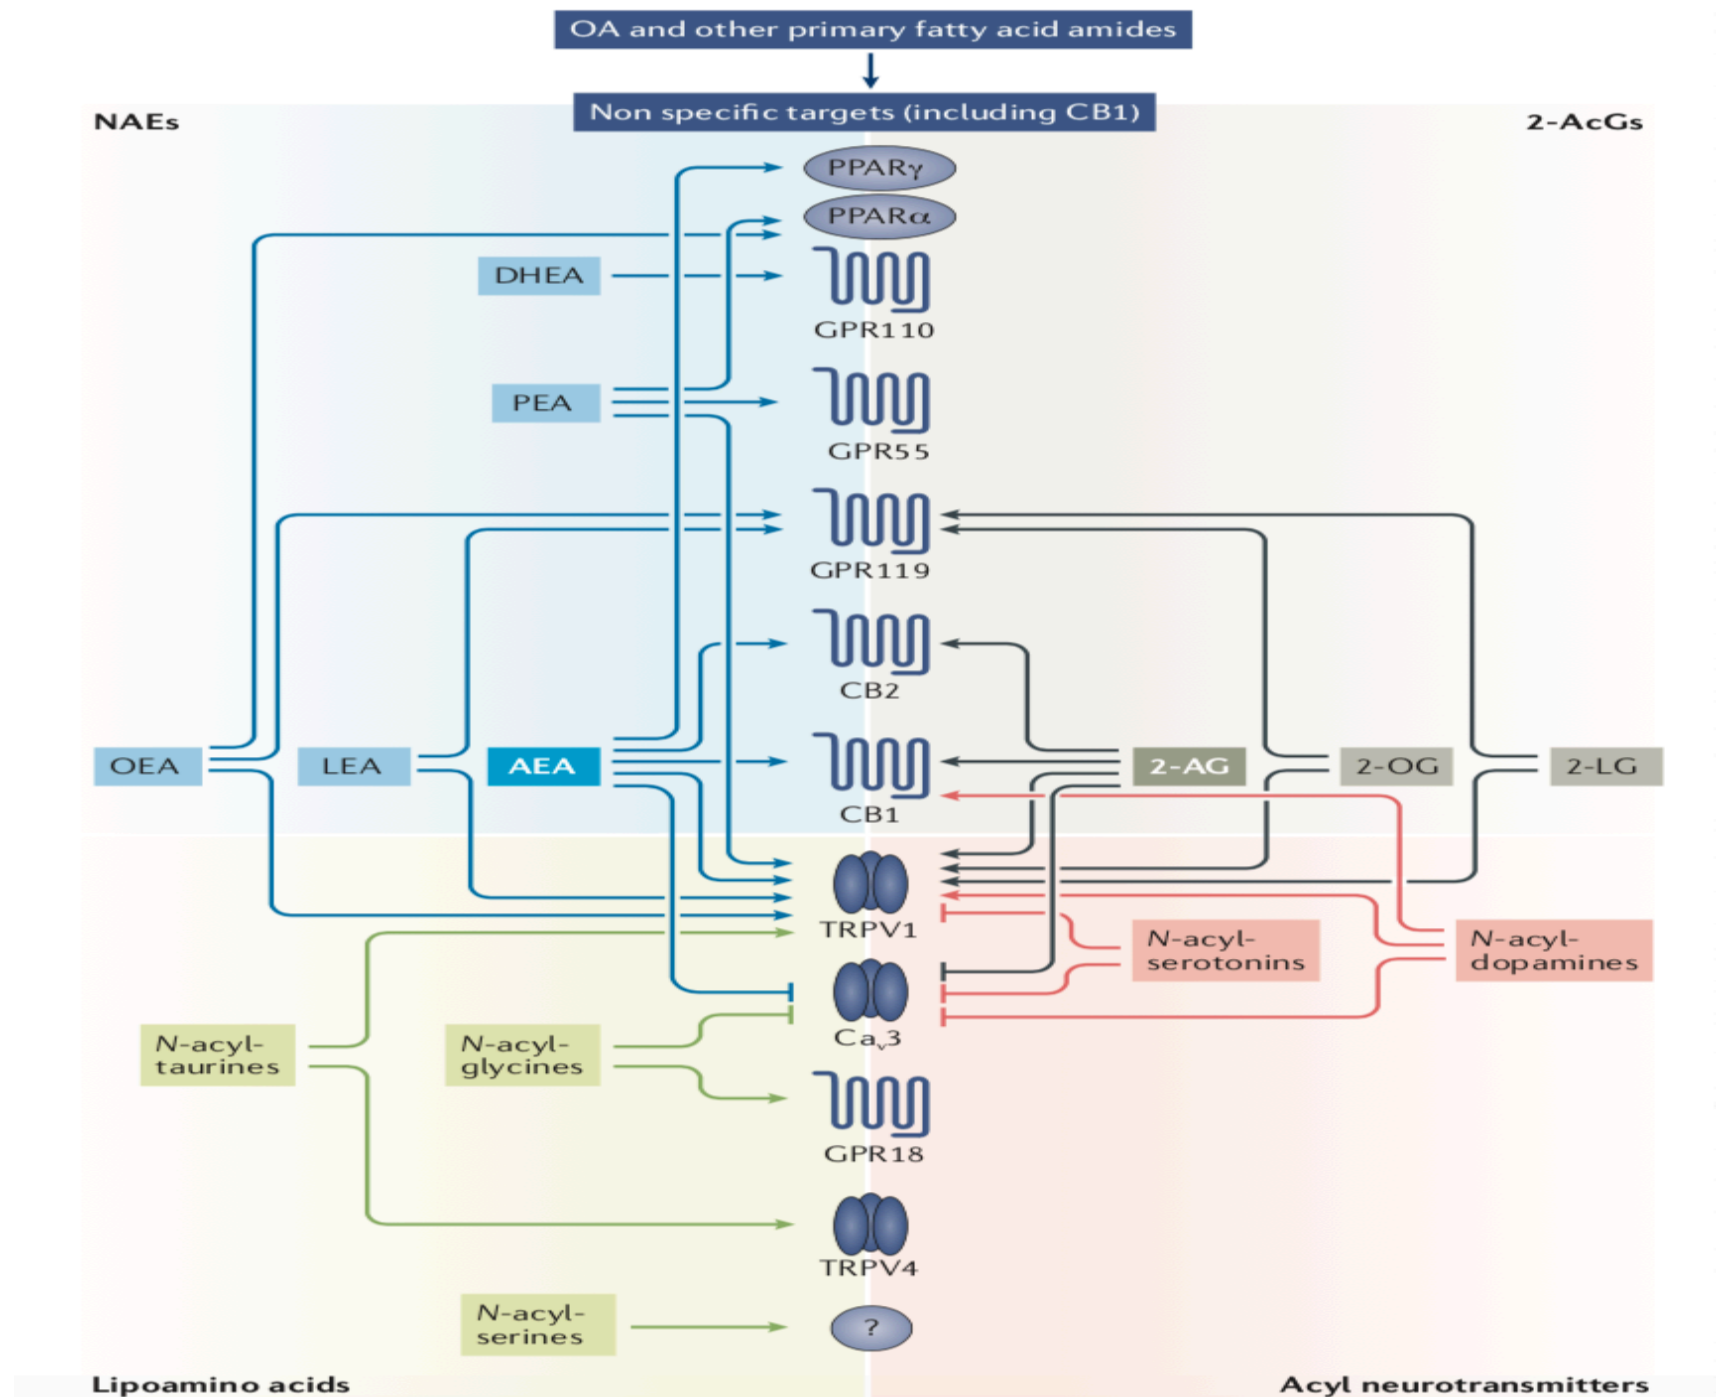 OA and other primary fatty acid amides
Non specific targets (including CB1)
NAEs
2-AcGs
PPARγ
PPARα
DHEA
GPR110
PEA
GPR55
GPR119
CB2
OEA
LEA
AEA
2-AG
2-OG
2-LG
CB1
TRPV1
N-acyl-
serotonins
N-acyl-
dopamines
Cav3
N-acyl-
taurines
N-acyl-
glycines
GPR18
TRPV4
N-acyl-
serines
?
Lipoamino acids
Acyl neurotransmitters